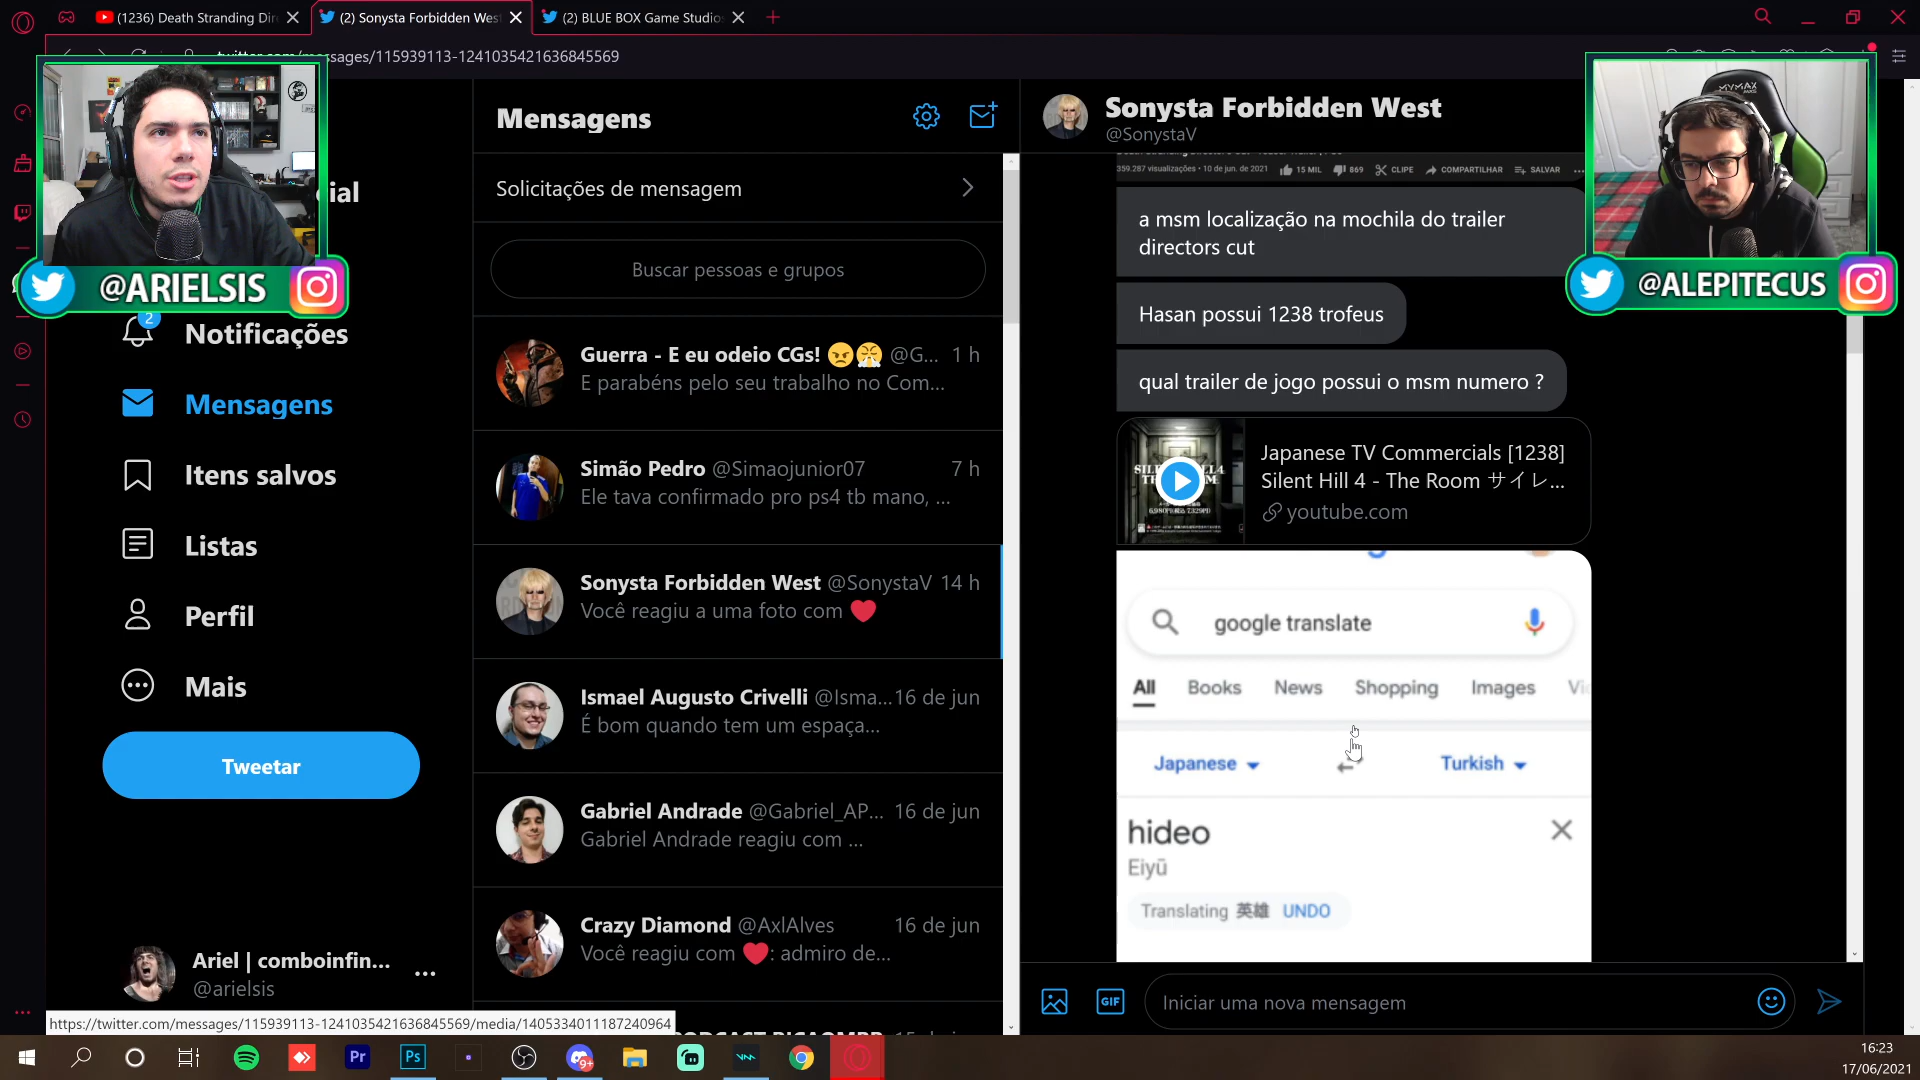 (1236) Death Stranding Dir
(2) Sonysta Forbidden Wes
(2) BLUE BOX Game Studio
twitter.com/messages/115939113-1241035421636845569
@ARIELSIS
ial
2
Notificações
Mensagens
Itens salvos
Listas
Perfil
Mais
Tweetar
Ariel | comboinfin...
@arielsis
...
https://twitter.com/messages/115939113-1241035421636845569/media/1405334011187240964
Mensagens
Solicitações de mensagem
Buscar pessoas e grupos
Guerra - E eu odeio CGs! 😠😤 @G... 1 h
E parabéns pelo seu trabalho no Com...
Simão Pedro @Simaojunior07 7 h
Ele tava confirmado pro ps4 tb mano, ...
Sonysta Forbidden West @SonystaV 14 h
Você reagiu a uma foto com ❤️
Ismael Augusto Crivelli @Isma... 16 de jun
É bom quando tem um espaça...
Gabriel Andrade @Gabriel_AP... 16 de jun
Gabriel Andrade reagiu com ...
Crazy Diamond @AxlAlves 16 de jun
Você reagiu com ❤️: admiro de...
Sonysta Forbidden West
@SonystaV
359.287 visualizações • 10 de jun. de 2021 15 MIL 869 CLIPE COMPARTILHAR SALVAR ...
a msm localização na mochila do trailer
directors cut
Hasan possui 1238 trofeus
qual trailer de jogo possui o msm numero ?
Japanese TV Commercials [1238]
Silent Hill 4 - The Room サイレ...
youtube.com
google translate
All Books News Shopping Images Vi
Japanese Turkish
hideo
Eiyū
Translating 英雄 UNDO
GIF
Iniciar uma nova mensagem
MYMAX
@ALEPITECUS
Pr
Ps
9+
16:23
17/06/2021